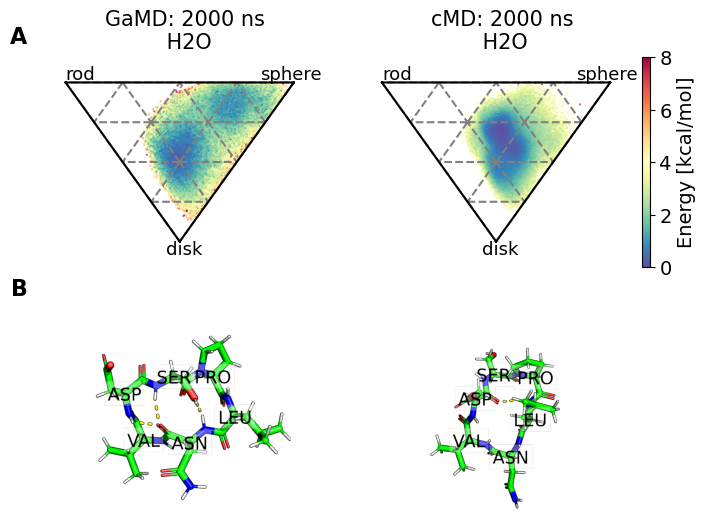 A
GaMD: 2000 ns
H2O
cMD: 2000 ns
H2O
rod
sphere
disk
rod
sphere
disk
8
6
4
2
0
Energy [kcal/mol]
B
ASP
SER
PRO
LEU
VAL
ASN
SER
PRO
ASP
LEU
VAL
ASN